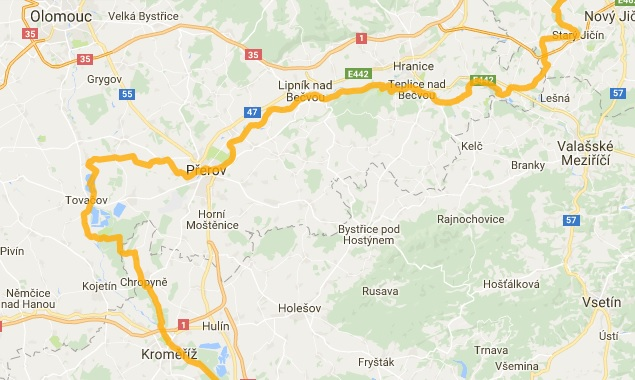 Olomouc
Velká Bystřice
Nový Jič
Starý Jičín
35
35
35
1
Hranice
E442
E442
Teplice nad
Bečvou
Lipník nad
Bečvou
Grygov
55
47
57
Lešná
Valašské
Meziříčí
Kelč
Branky
Přerov
Tovačov
Horní
Moštěnice
Rajnochovice
57
Bystřice pod
Hostýnem
Pivín
Kojetín
Chropyně
Němčice
nad Hanou
Rusava
Hošťálková
Vsetín
Holešov
1
Hulín
Ústí
Kroměříž
Trnava
Fryšták
Všemina